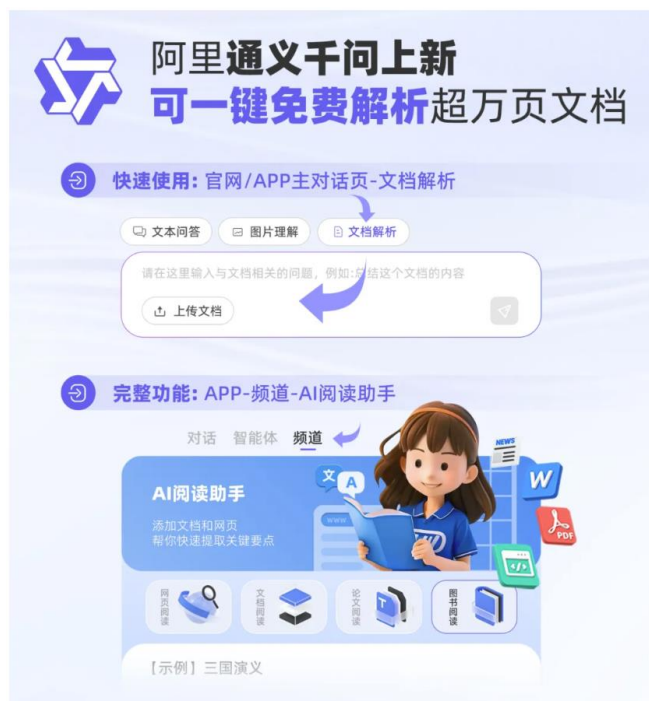 阿里通义千问上新
可一键免费解析超万页文档
快速使用: 官网/APP主对话页-文档解析
文本问答
图片理解
文档解析
请在这里输入与文档相关的问题, 例如:总结这个文档的内容
上传文档
完整功能: APP-频道-AI阅读助手
对话 智能体 频道
NEWS
文 A
AI阅读助手
W
添加文档和网页
帮你快速提取关键要点
www
PDF
</>
网页阅读
文档阅读
论文阅读
T
图书阅读
【示例】三国演义